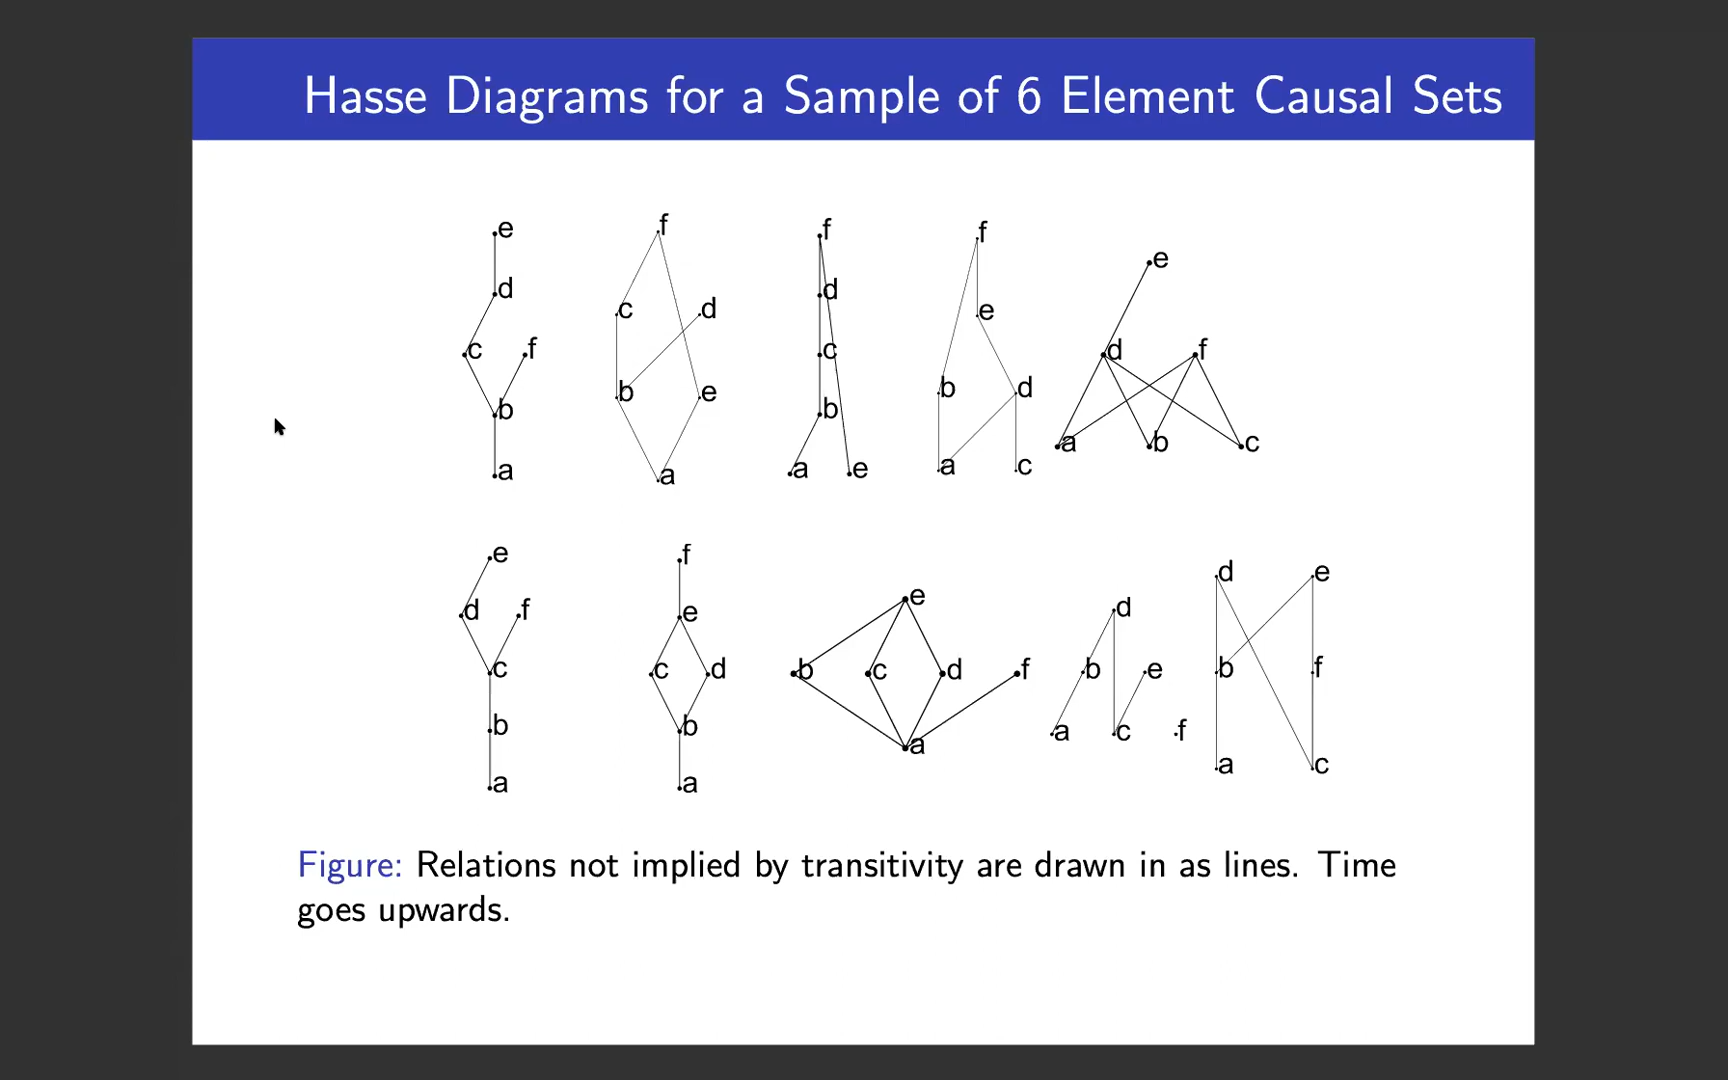 Hasse Diagrams for a Sample of 6 Element Causal Sets
e
d
c f
b
a
f
c d
b e
a
f
d
c
b
a e
f
e
b d
a c
e
d f
a b c
e
d f
c
b
a
f
e
c d
b
a
e
b c d f
a
d
b e
a c f
d e
b f
a c
Figure: Relations not implied by transitivity are drawn in as lines. Time
goes upwards.